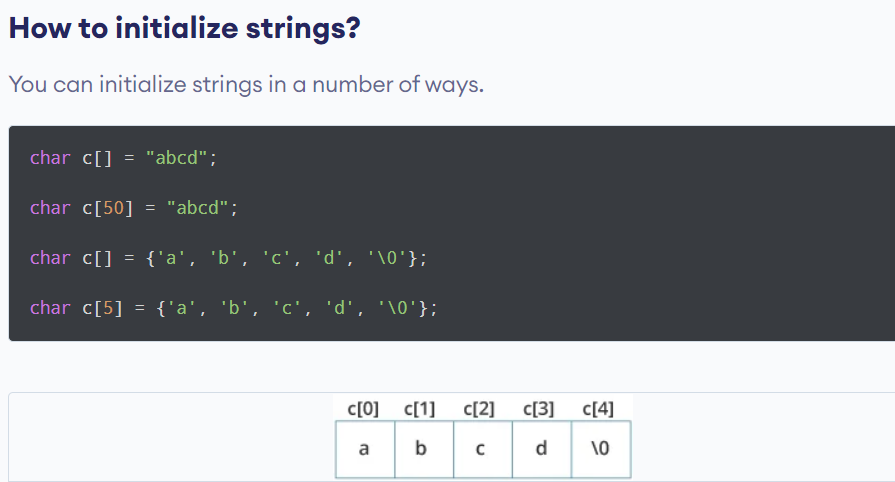 How to initialize strings?
You can initialize strings in a number of ways.
char c[] = "abcd";
char c[50] = "abcd";
char c[] = {'a', 'b', 'c', 'd', '\0'};
char c[5] = {'a', 'b', 'c', 'd', '\0'};
c[0] c[1] c[2] c[3] c[4]
a b c d \0